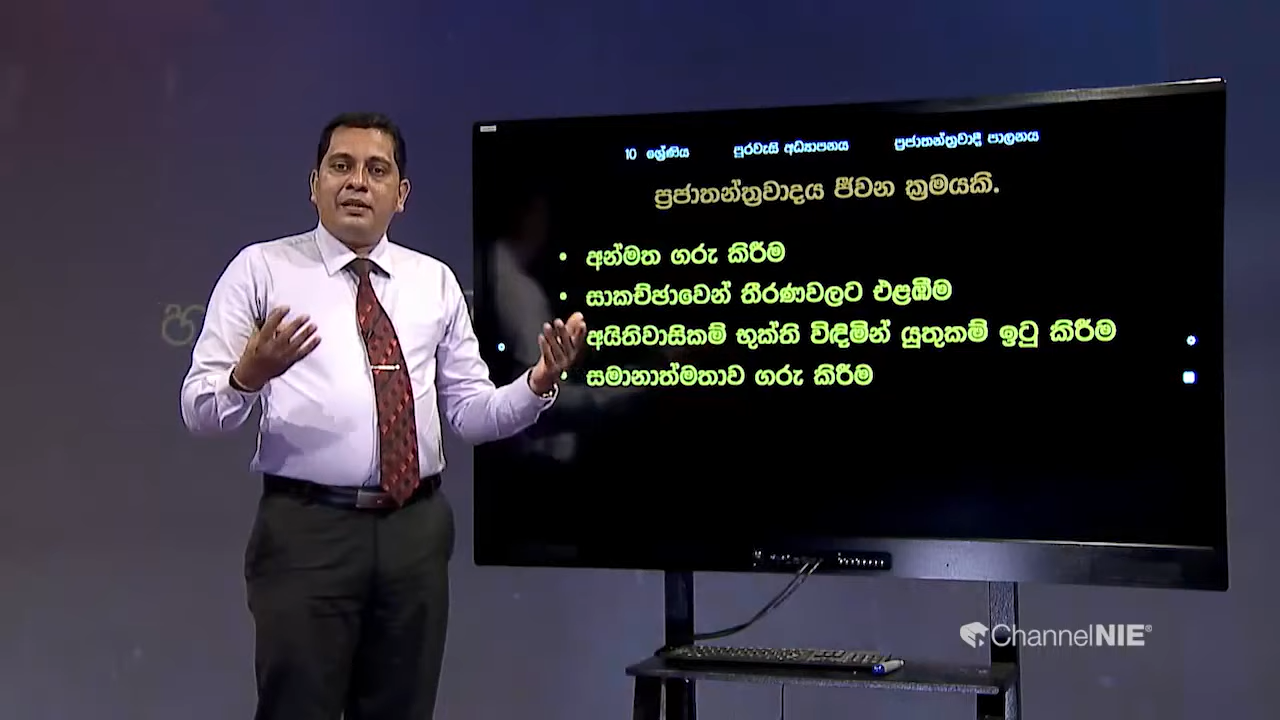 10 ශ්‍රේණිය පුරවැසි අධ්‍යාපනය ප්‍රජාතන්ත්‍රවාදී පාලනය
ප්‍රජාතන්ත්‍රවාදය ජීවන ක්‍රමයකි.
• අන්මත ගරු කිරීම
• සාකච්ඡාවෙන් තීරණවලට එළඹීම
• අයිතිවාසිකම් භුක්ති විඳිමින් යුතුකම් ඉටු කිරීම
• සමානාත්මතාව ගරු කිරීම
ChannelNIE®